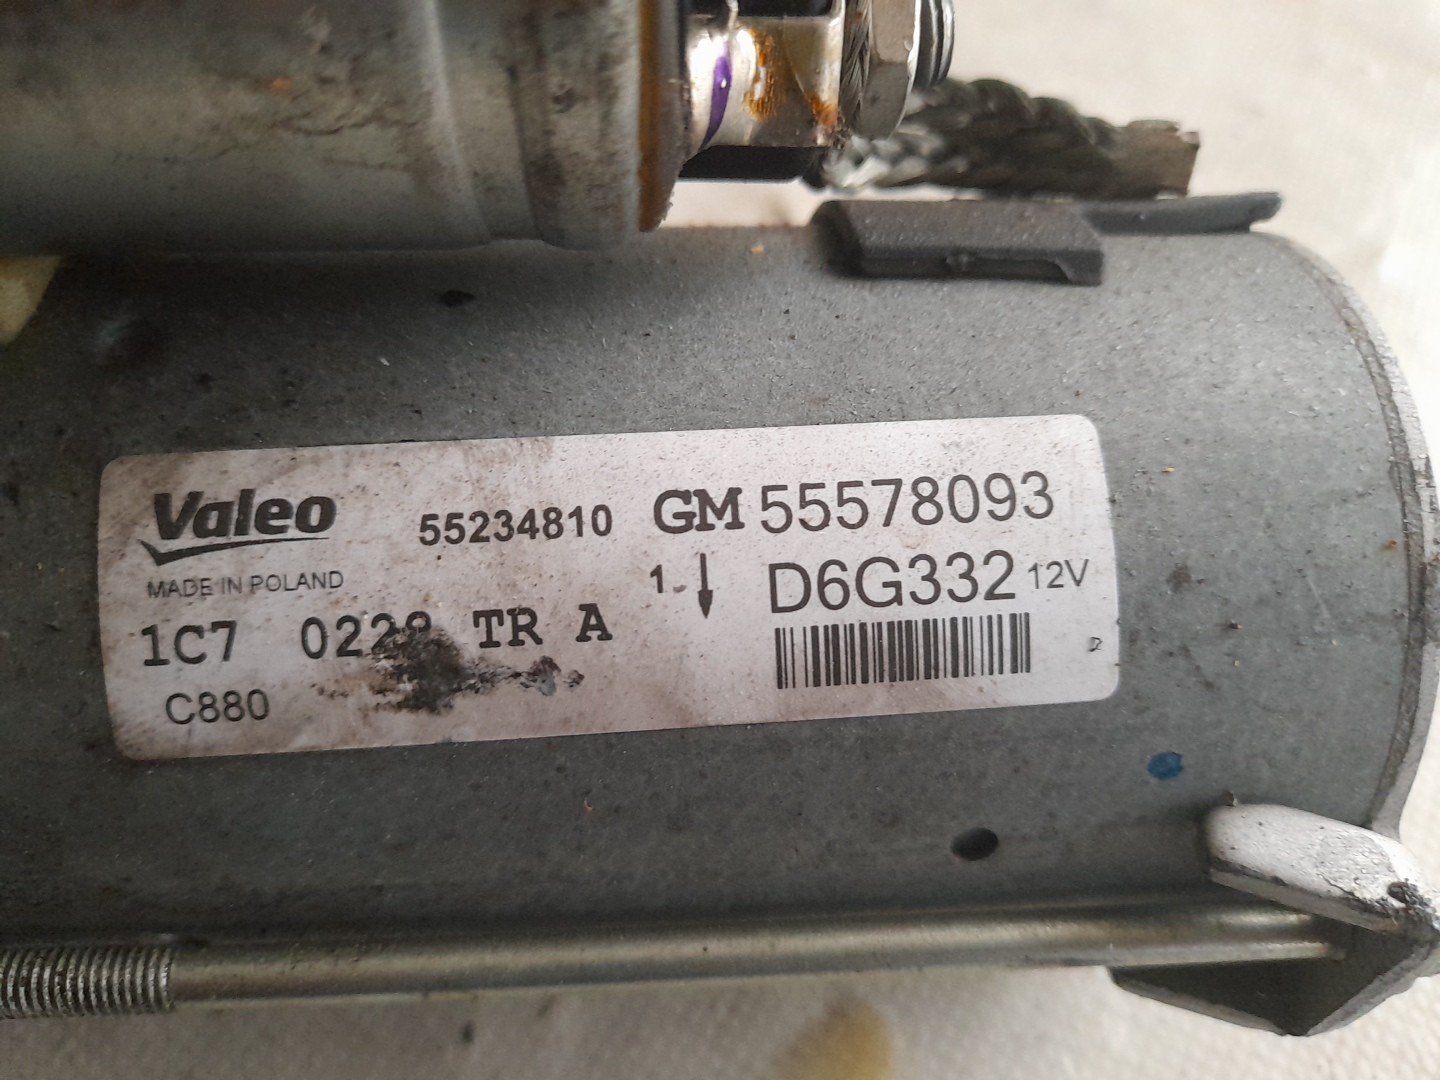 Valeo 55234810 GM 55578093
MADE IN POLAND 1 D6G332 12V
1C7 TR A
C880